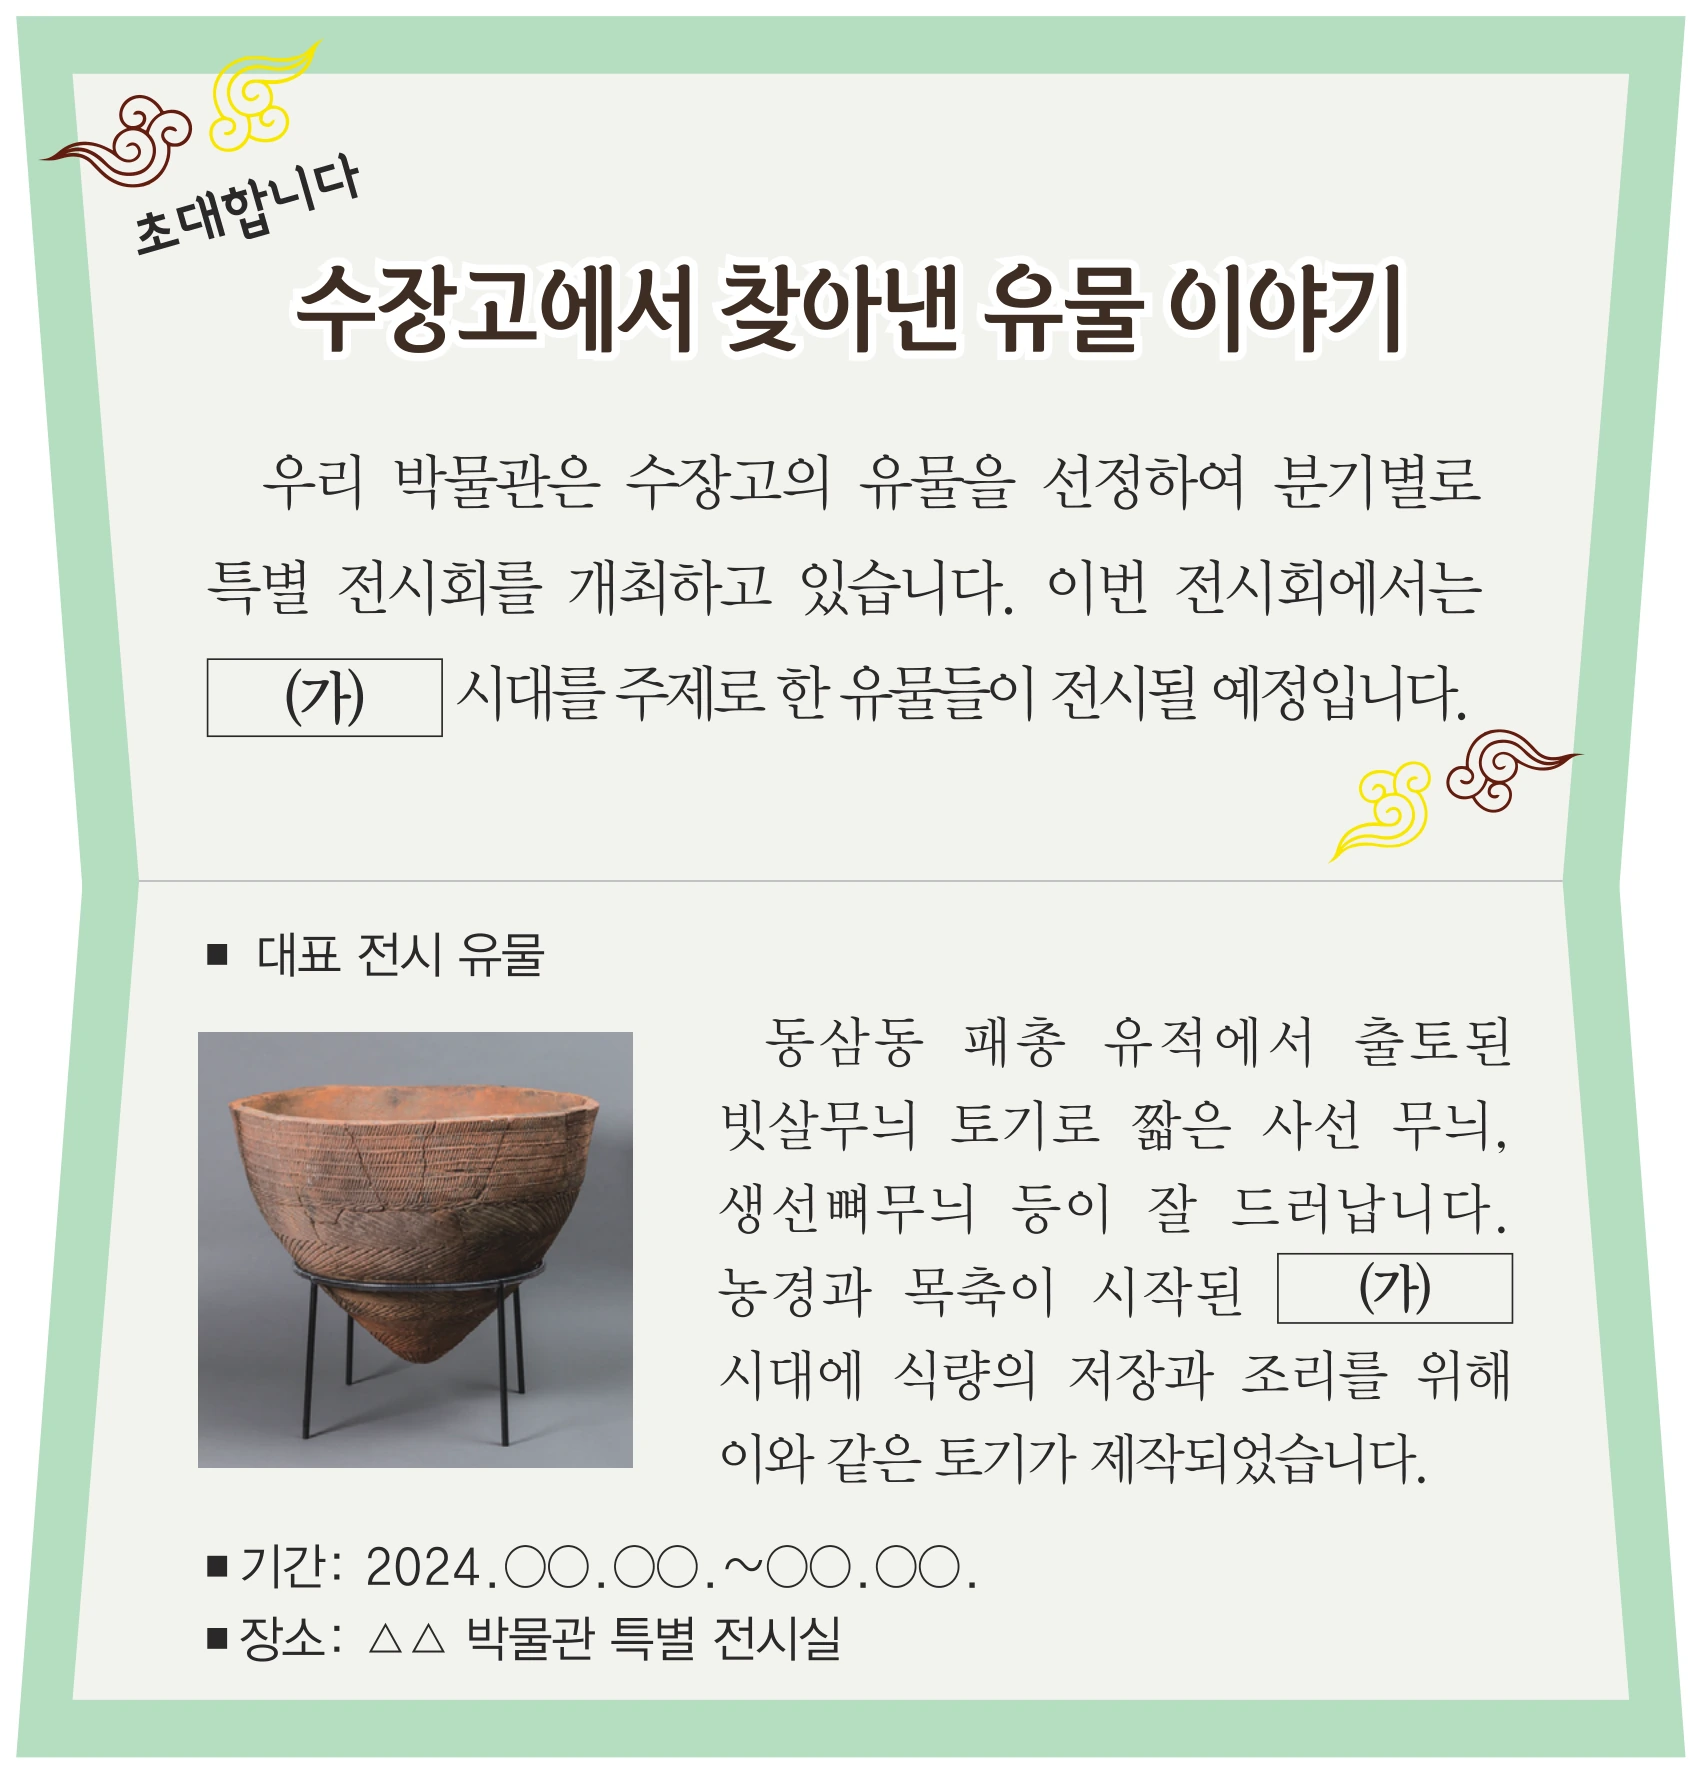 초대합니다
수장고에서 찾아낸 유물 이야기
우리 박물관은 수장고의 유물을 선정하여 분기별로
특별 전시회를 개최하고 있습니다. 이번 전시회에서는
(가) 시대를 주제로 한 유물들이 전시될 예정입니다.
■ 대표 전시 유물
동삼동 패총 유적에서 출토된
빗살무늬 토기로 짧은 사선 무늬,
생선뼈무늬 등이 잘 드러납니다.
농경과 목축이 시작된 (가)
시대에 식량의 저장과 조리를 위해
이와 같은 토기가 제작되었습니다.
■ 기간: 2024.○○.○○.~○○.○○.
■ 장소: △△ 박물관 특별 전시실